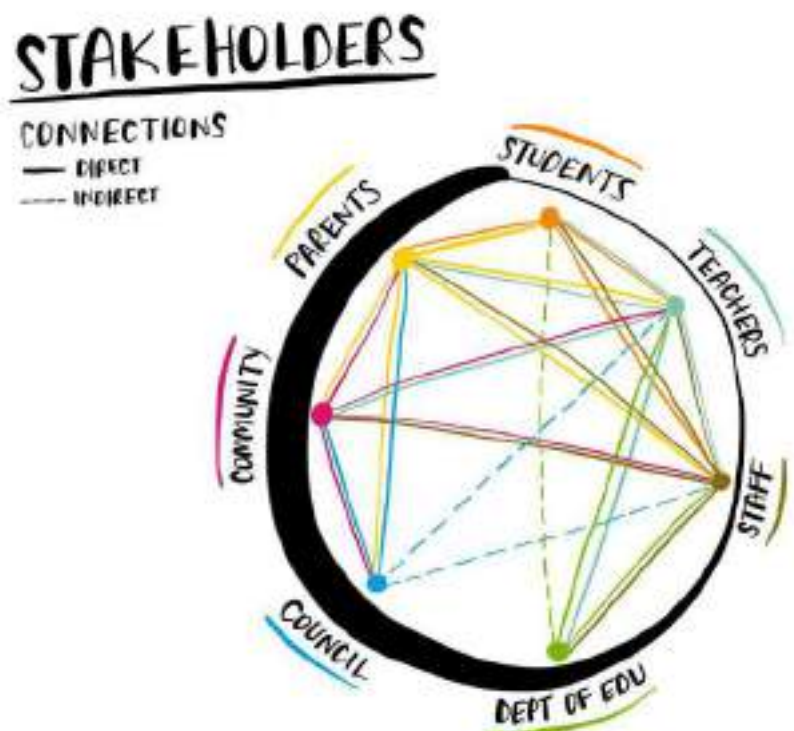 STAKEHOLDERS
CONNECTIONS
DIRECT
INDIRECT
STUDENTS
PARENTS
TEACHERS
COMMUNITY
STAFF
COUNCIL
DEPT OF EDU